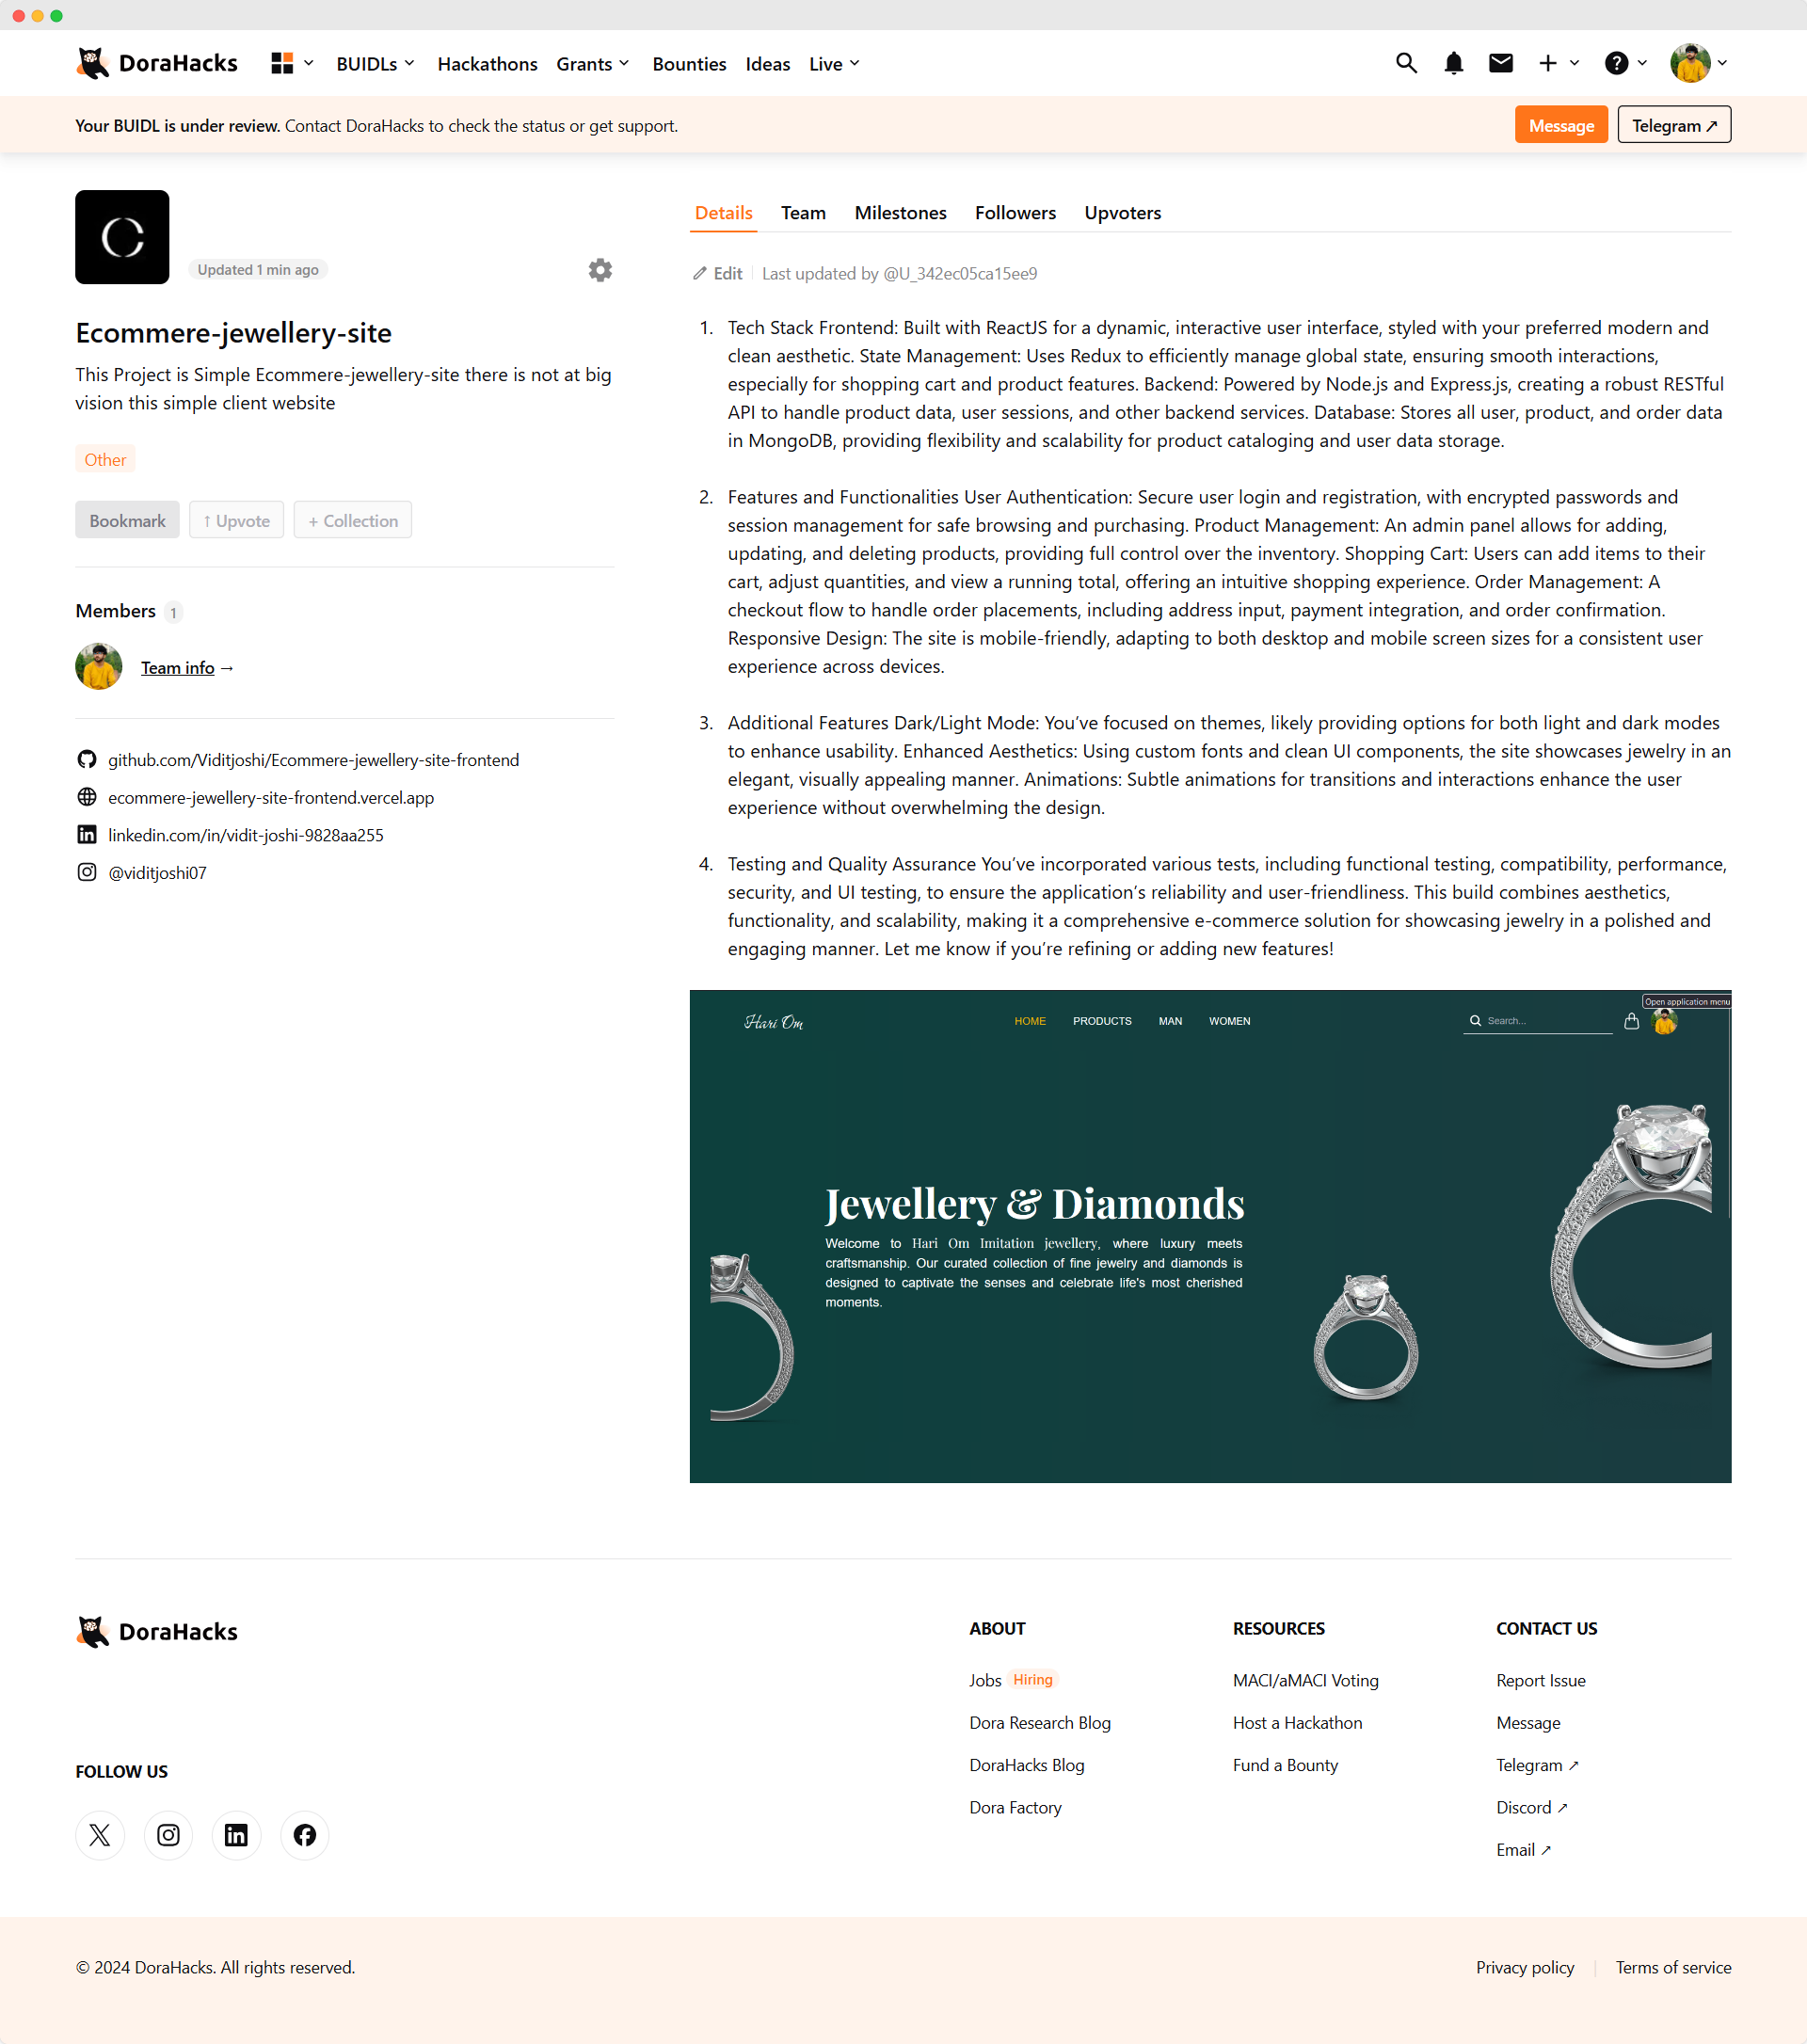 DoraHacks
BUIDLs
Hackathons
Grants
Bounties
Ideas
Live
Your BUIDL is under review. Contact DoraHacks to check the status or get support.
Message
Telegram ↗
Updated 1 min ago
Ecommere-jewellery-site
This Project is Simple Ecommere-jewellery-site there is not at big
vision this simple client website
Other
Bookmark
↑ Upvote
+ Collection
Members 1
Team info →
github.com/Viditjoshi/Ecommere-jewellery-site-frontend
ecommere-jewellery-site-frontend.vercel.app
linkedin.com/in/vidit-joshi-9828aa255
@viditjoshi07
Details
Team
Milestones
Followers
Upvoters
Edit
Last updated by @U_342ec05ca15ee9
1. Tech Stack Frontend: Built with ReactJS for a dynamic, interactive user interface, styled with your preferred modern and
clean aesthetic. State Management: Uses Redux to efficiently manage global state, ensuring smooth interactions,
especially for shopping cart and product features. Backend: Powered by Node.js and Express.js, creating a robust RESTful
API to handle product data, user sessions, and other backend services. Database: Stores all user, product, and order data
in MongoDB, providing flexibility and scalability for product cataloging and user data storage.
2. Features and Functionalities User Authentication: Secure user login and registration, with encrypted passwords and
session management for safe browsing and purchasing. Product Management: An admin panel allows for adding,
updating, and deleting products, providing full control over the inventory. Shopping Cart: Users can add items to their
cart, adjust quantities, and view a running total, offering an intuitive shopping experience. Order Management: A
checkout flow to handle order placements, including address input, payment integration, and order confirmation.
Responsive Design: The site is mobile-friendly, adapting to both desktop and mobile screen sizes for a consistent user
experience across devices.
3. Additional Features Dark/Light Mode: You’ve focused on themes, likely providing options for both light and dark modes
to enhance usability. Enhanced Aesthetics: Using custom fonts and clean UI components, the site showcases jewelry in an
elegant, visually appealing manner. Animations: Subtle animations for transitions and interactions enhance the user
experience without overwhelming the design.
4. Testing and Quality Assurance You’ve incorporated various tests, including functional testing, compatibility, performance,
security, and UI testing, to ensure the application’s reliability and user-friendliness. This build combines aesthetics,
functionality, and scalability, making it a comprehensive e-commerce solution for showcasing jewelry in a polished and
engaging manner. Let me know if you’re refining or adding new features!
Open application menu
Hari Om
HOME
PRODUCTS
MAN
WOMEN
Search...
Jewellery & Diamonds
Welcome to Hari Om Imitation jewellery, where luxury meets
craftsmanship. Our curated collection of fine jewelry and diamonds is
designed to captivate the senses and celebrate life's most cherished
moments.
DoraHacks
FOLLOW US
ABOUT
Jobs Hiring
Dora Research Blog
DoraHacks Blog
Dora Factory
RESOURCES
MACI/aMACI Voting
Host a Hackathon
Fund a Bounty
CONTACT US
Report Issue
Message
Telegram ↗
Discord ↗
Email ↗
© 2024 DoraHacks. All rights reserved.
Privacy policy
Terms of service